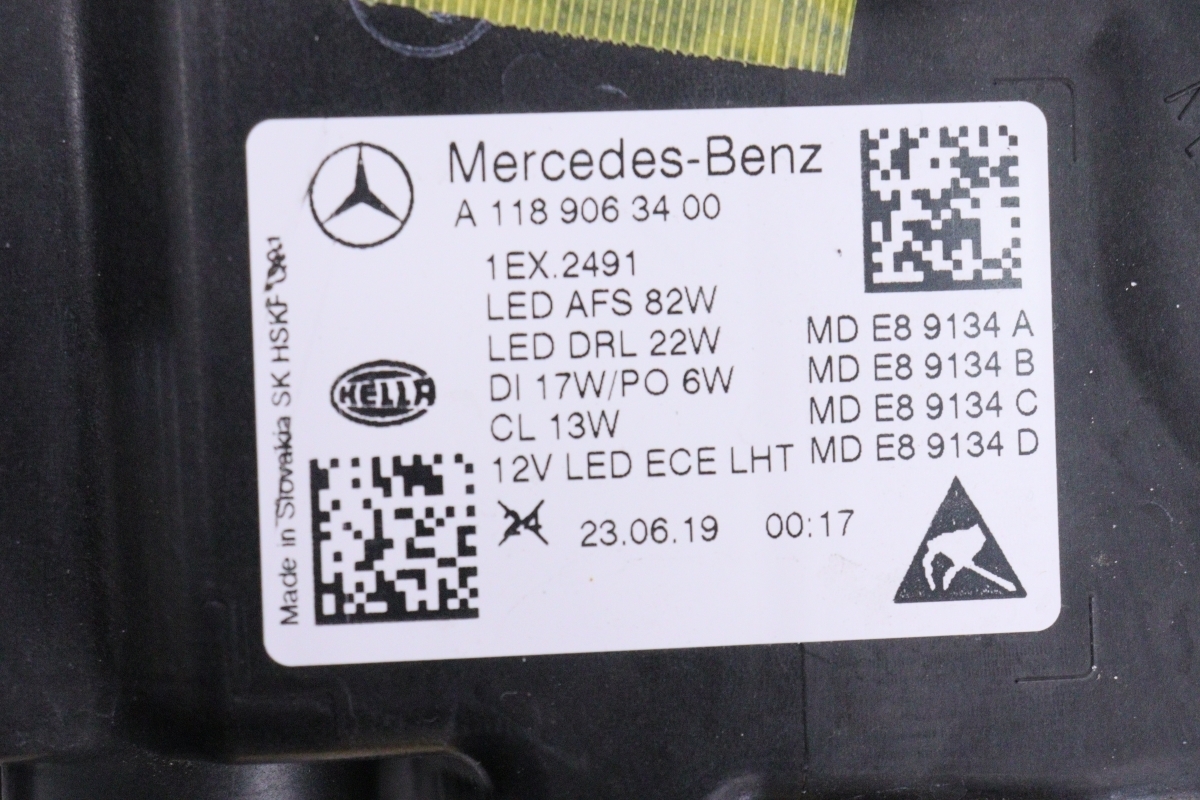 Mercedes-Benz
A 118 906 34 00
1EX.2491
LED AFS 82W
LED DRL 22W
DI 17W/PO 6W
CL 13W
12V LED ECE LHT
MD E8 9134 A
MD E8 9134 B
MD E8 9134 C
MD E8 9134 D
HELLA
24 23.06.19 00:17
Made in Slovakia SK HSKF